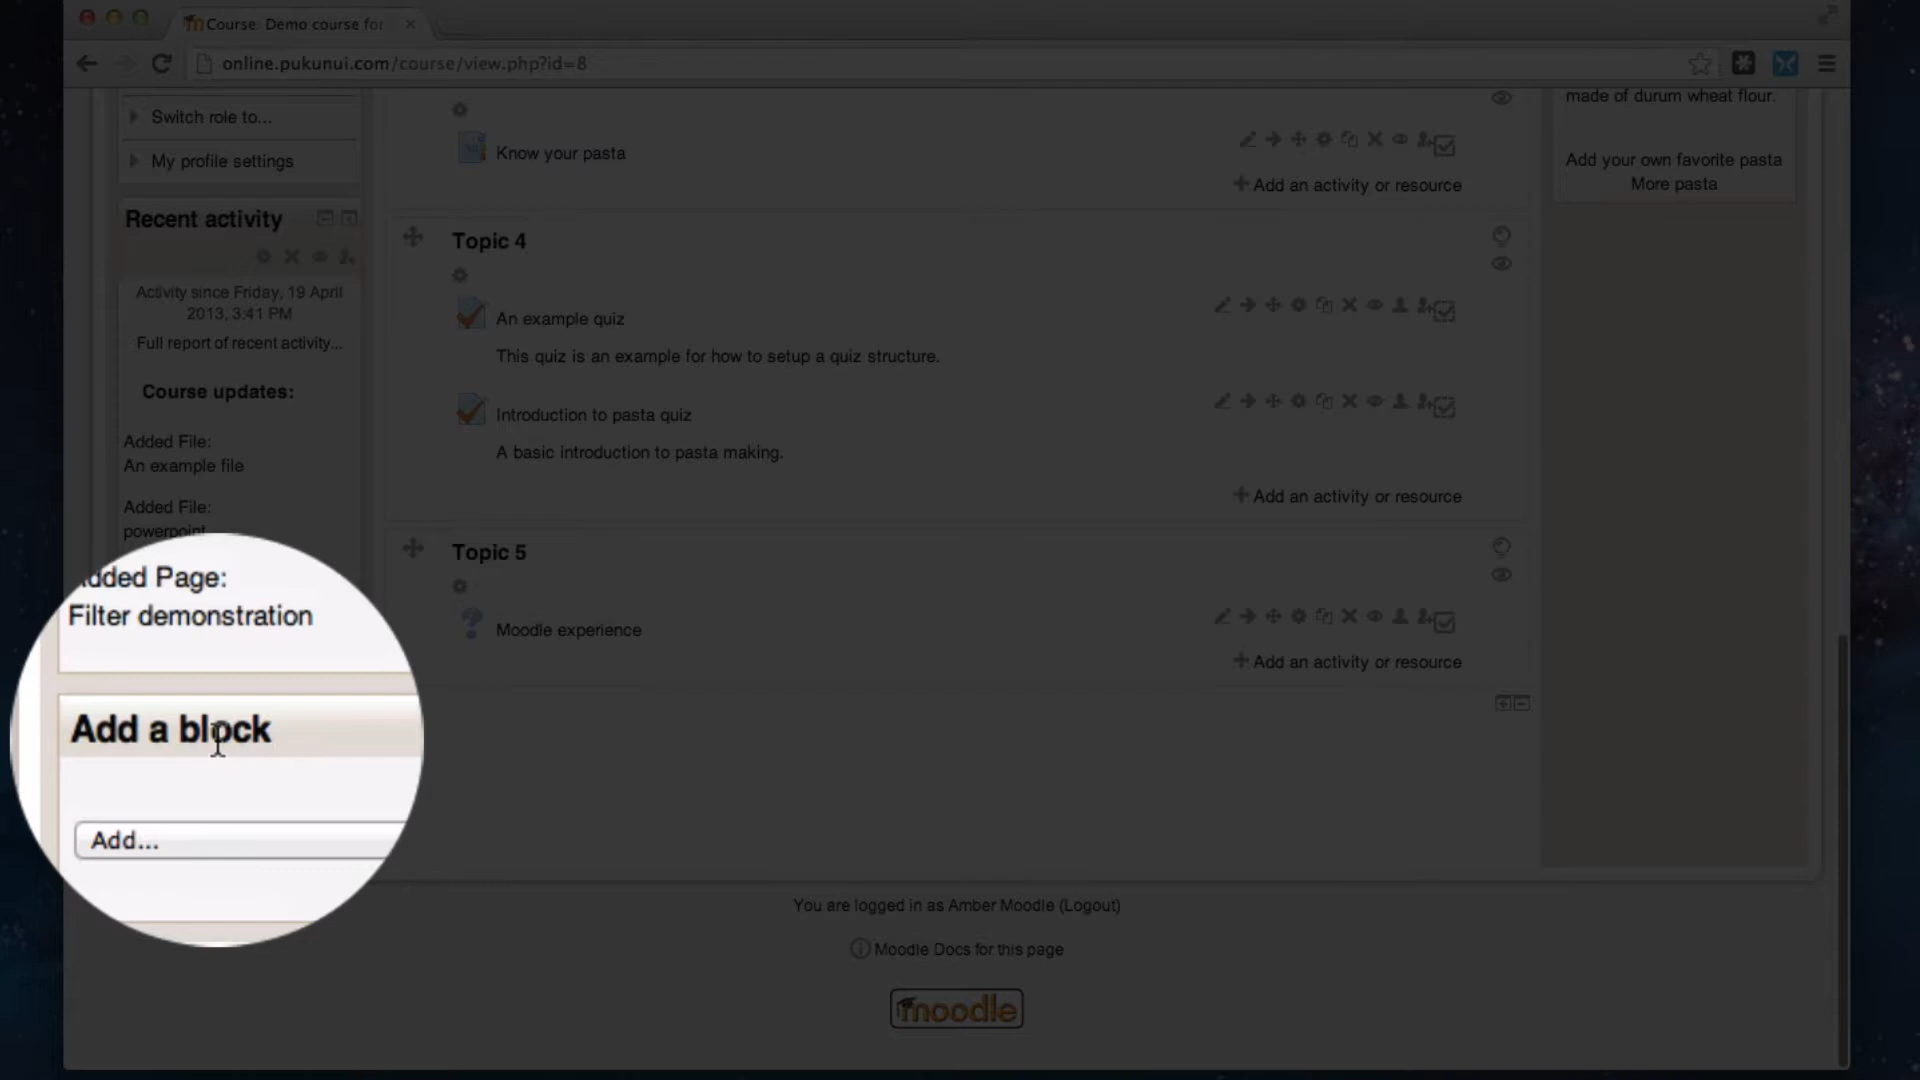 Course: Demo course for
online.pukunui.com/course/view.php?id=8
Switch role to...
My profile settings
Recent activity
Activity since Friday, 19 April
2013, 3:41 PM
Full report of recent activity...
Course updates:
Added File:
An example file
Added File:
powerpoint
Added Page:
Filter demonstration
Add a block
Add...
Know your pasta
Add an activity or resource
Topic 4
An example quiz
This quiz is an example for how to setup a quiz structure.
Introduction to pasta quiz
A basic introduction to pasta making.
Add an activity or resource
Topic 5
Moodle experience
Add an activity or resource
made of durum wheat flour.
Add your own favorite pasta
More pasta
You are logged in as Amber Moodle (Logout)
Moodle Docs for this page
moodle